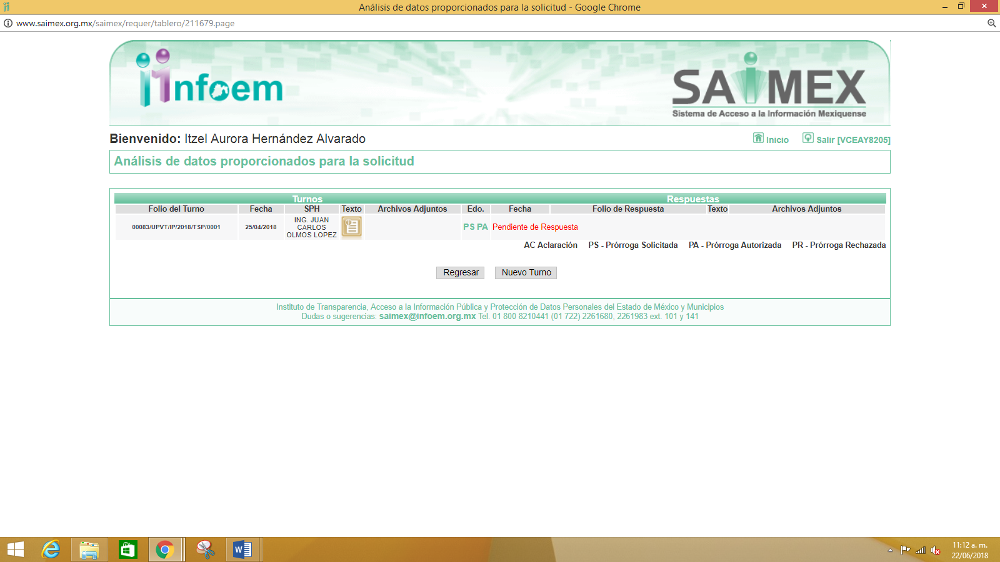 Análisis de datos proporcionados para la solicitud - Google Chrome
www.saimex.org.mx/saimex/requer/tablero/211679.page
infoem
SAIMEX
Sistema de Acceso a la Información Mexiquense
Bienvenido: Itzel Aurora Hernández Alvarado
Inicio Salir [VCEAY8205]
Análisis de datos proporcionados para la solicitud
Turnos Respuestas
Folio del Turno Fecha SPH Texto Archivos Adjuntos Edo. Fecha Folio de Respuesta Texto Archivos Adjuntos
00083/UPVT/IP/2018/TSP/0001 25/04/2018 ING. JUAN CARLOS OLMOS LOPEZ PS PA Pendiente de Respuesta
AC Aclaración PS - Prórroga Solicitada PA - Prórroga Autorizada PR - Prórroga Rechazada
Regresar Nuevo Turno
Instituto de Transparencia, Acceso a la Información Pública y Protección de Datos Personales del Estado de México y Municipios
Dudas o sugerencias: saimex@infoem.org.mx Tel. 01 800 8210441 (01 722) 2261680, 2261983 ext. 101 y 141
11:12 a. m.
22/06/2018